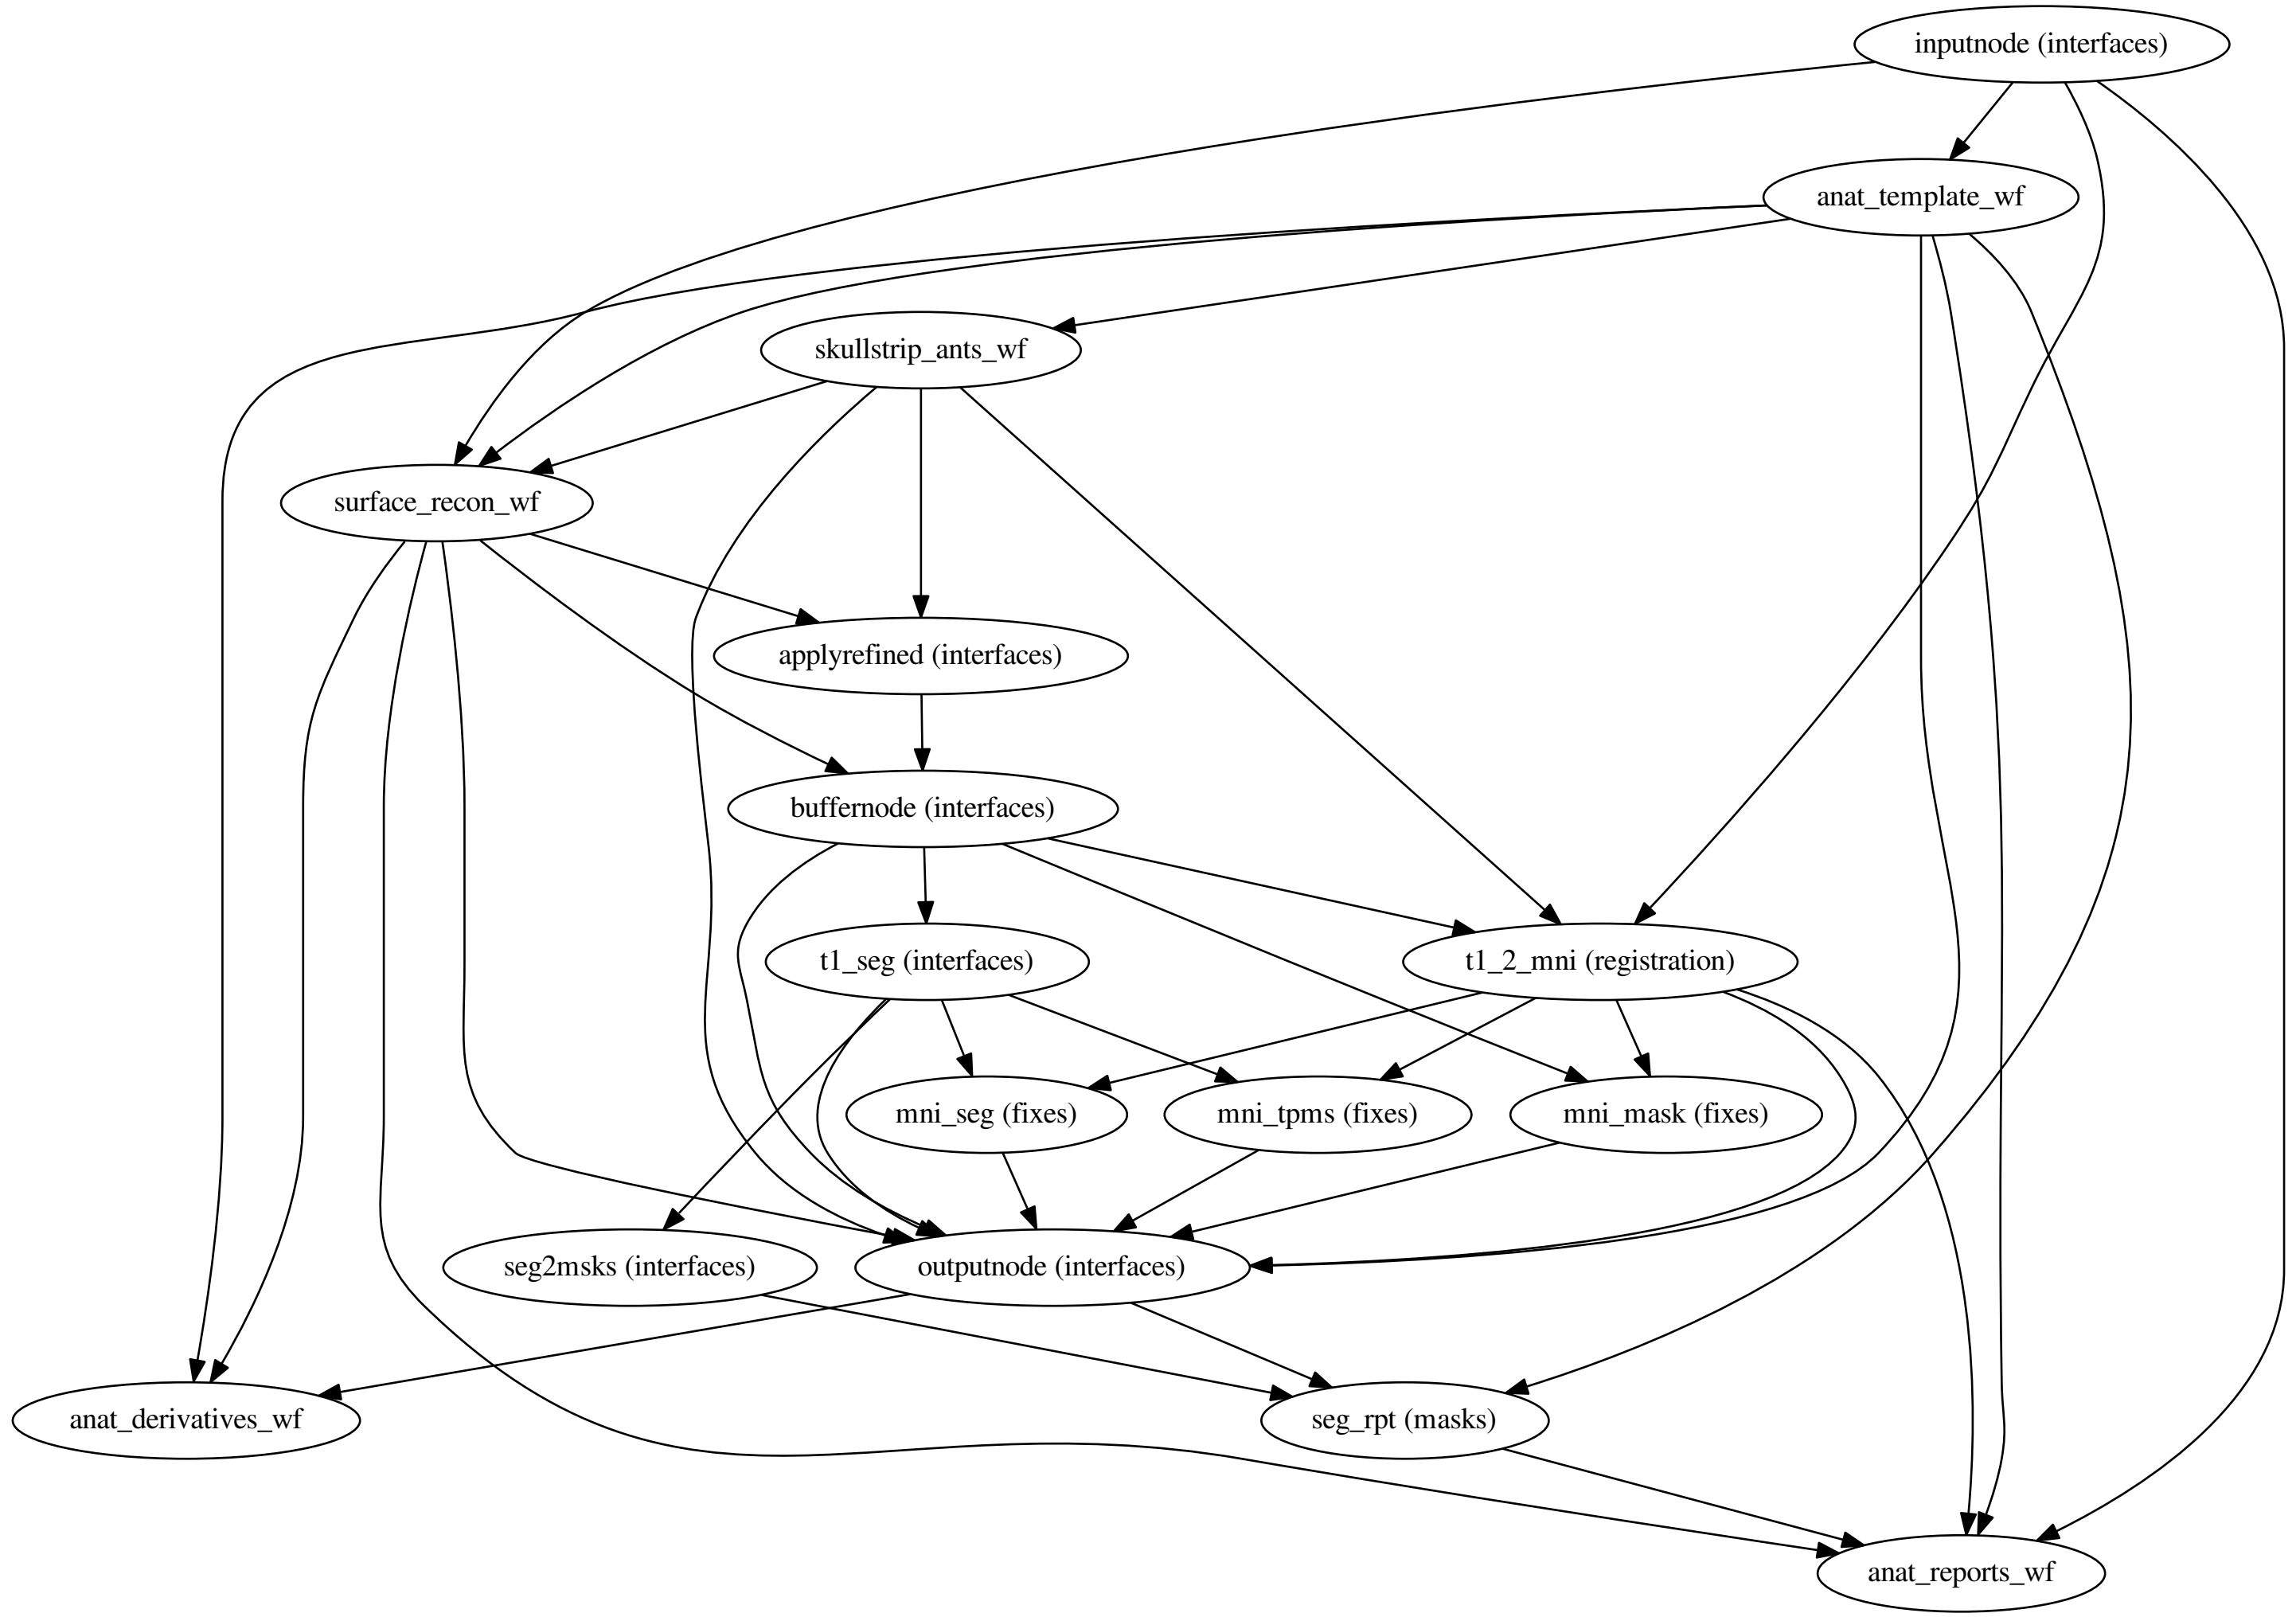 inputnode (interfaces)
anat_template_wf
skullstrip_ants_wf
surface_recon_wf
applyrefined (interfaces)
buffernode (interfaces)
t1_seg (interfaces)
t1_2_mni (registration)
mni_seg (fixes)
mni_tpms (fixes)
mni_mask (fixes)
seg2msks (interfaces)
outputnode (interfaces)
anat_derivatives_wf
seg_rpt (masks)
anat_reports_wf